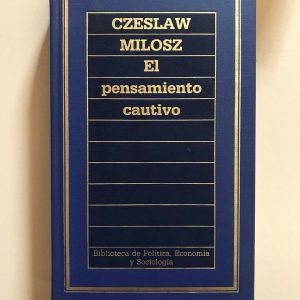 CZESLAW
MILOSZ
El
pensamiento
cautivo
Biblioteca de Política, Economía
y Sociología